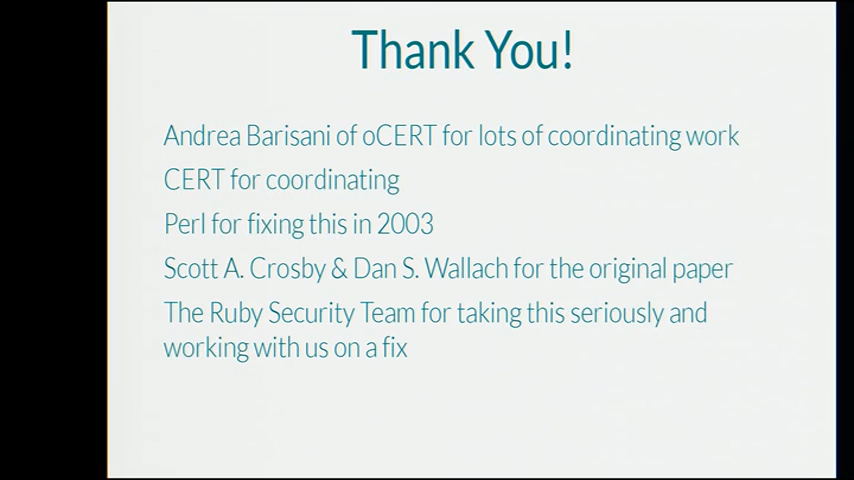 Thank You!
Andrea Barisani of oCERT for lots of coordinating work
CERT for coordinating
Perl for fixing this in 2003
Scott A. Crosby & Dan S. Wallach for the original paper
The Ruby Security Team for taking this seriously and
working with us on a fix